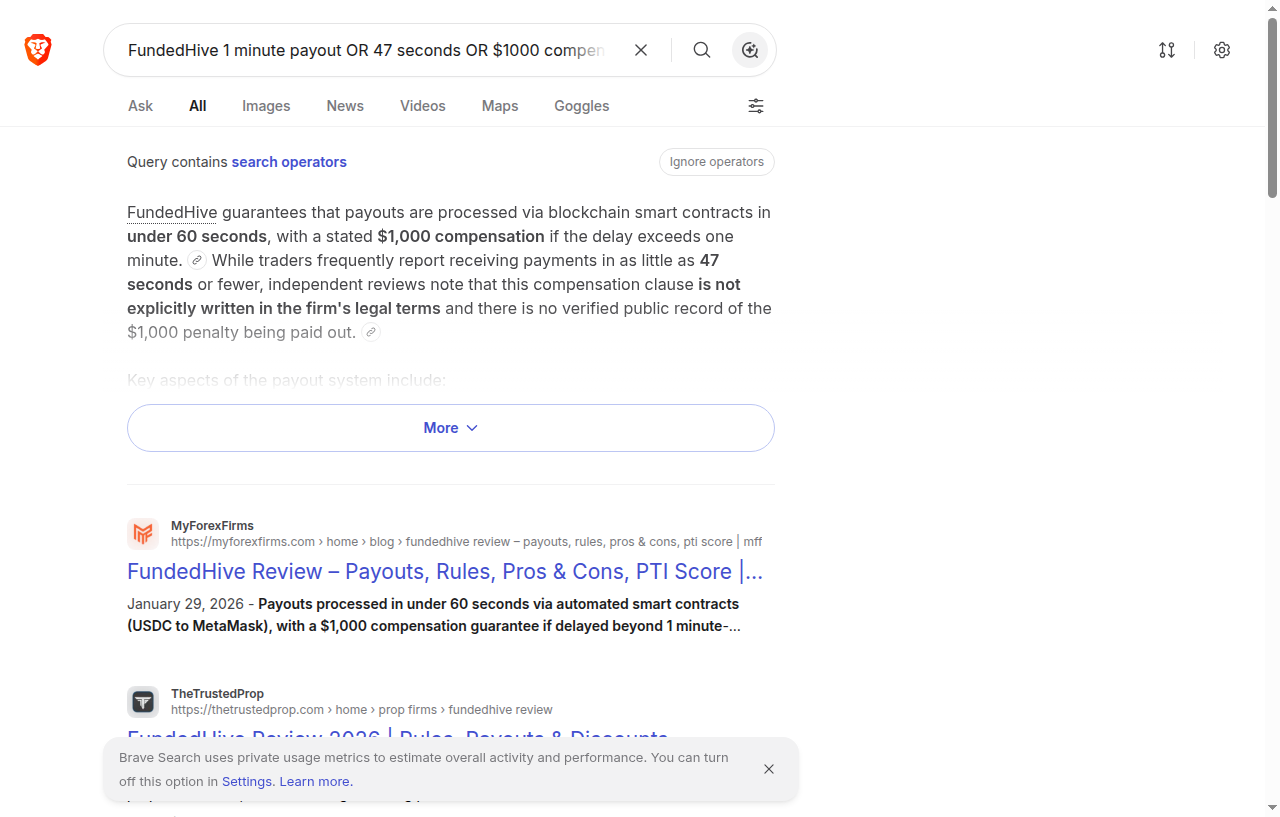 FundedHive 1 minute payout OR 47 seconds OR $1000 compen
Ask All Images News Videos Maps Goggles
Query contains search operators
Ignore operators
FundedHive guarantees that payouts are processed via blockchain smart contracts in
under 60 seconds, with a stated $1,000 compensation if the delay exceeds one
minute. While traders frequently report receiving payments in as little as 47
seconds or fewer, independent reviews note that this compensation clause is not
explicitly written in the firm's legal terms and there is no verified public record of the
$1,000 penalty being paid out.
Key aspects of the payout system include:
More
MyForexFirms
https://myforexfirms.com › home › blog › fundedhive review – payouts, rules, pros & cons, pti score | mff
FundedHive Review – Payouts, Rules, Pros & Cons, PTI Score |...
January 29, 2026 - Payouts processed in under 60 seconds via automated smart contracts
(USDC to MetaMask), with a $1,000 compensation guarantee if delayed beyond 1 minute-...
TheTrustedProp
https://thetrustedprop.com › home › prop firms › fundedhive review
FundedHive Review 2026 | Rules, Payouts & Discounts
Brave Search uses private usage metrics to estimate overall activity and performance. You can turn
off this option in Settings. Learn more.